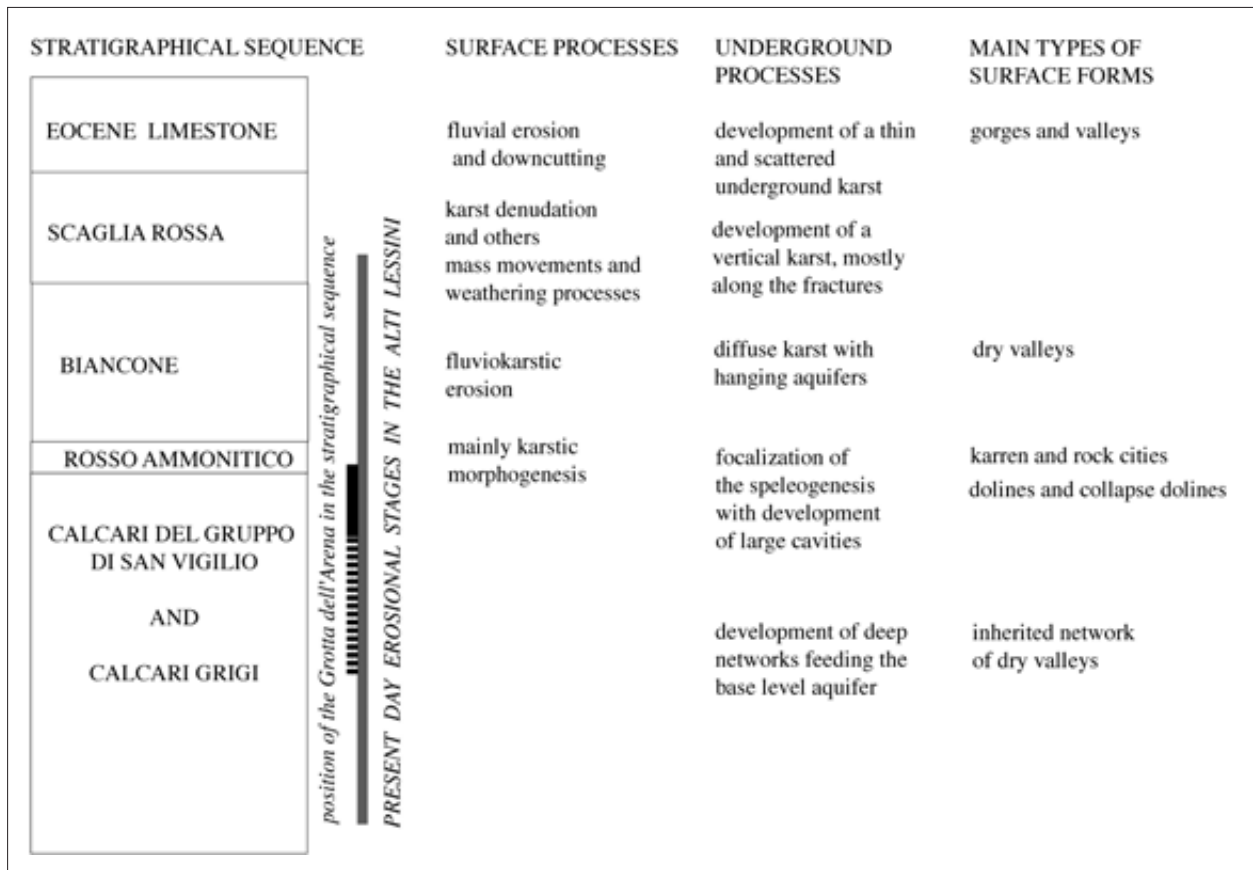 STRATIGRAPHICAL SEQUENCE
EOCENE LIMESTONE
SCAGLIA ROSSA
BIANCONE
ROSSO AMMONITICO
CALCARI DEL GRUPPO
DI SAN VIGILIO
AND
CALCARI GRIGI
position of the Grotta dell'Arena in the stratigraphical sequence
PRESENT DAY EROSIONAL STAGES IN THE ALTI LESSINI
SURFACE PROCESSES
fluvial erosion
and downcutting
karst denudation
and others
mass movements and
weathering processes
fluviokarstic
erosion
mainly karstic
morphogenesis
UNDERGROUND
PROCESSES
development of a thin
and scattered
underground karst
development of a
vertical karst, mostly
along the fractures
diffuse karst with
hanging aquifers
focalization of
the speleogenesis
with development
of large cavities
development of deep
networks feeding the
base level aquifer
MAIN TYPES OF
SURFACE FORMS
gorges and valleys
dry valleys
karren and rock cities
dolines and collapse dolines
inherited network
of dry valleys